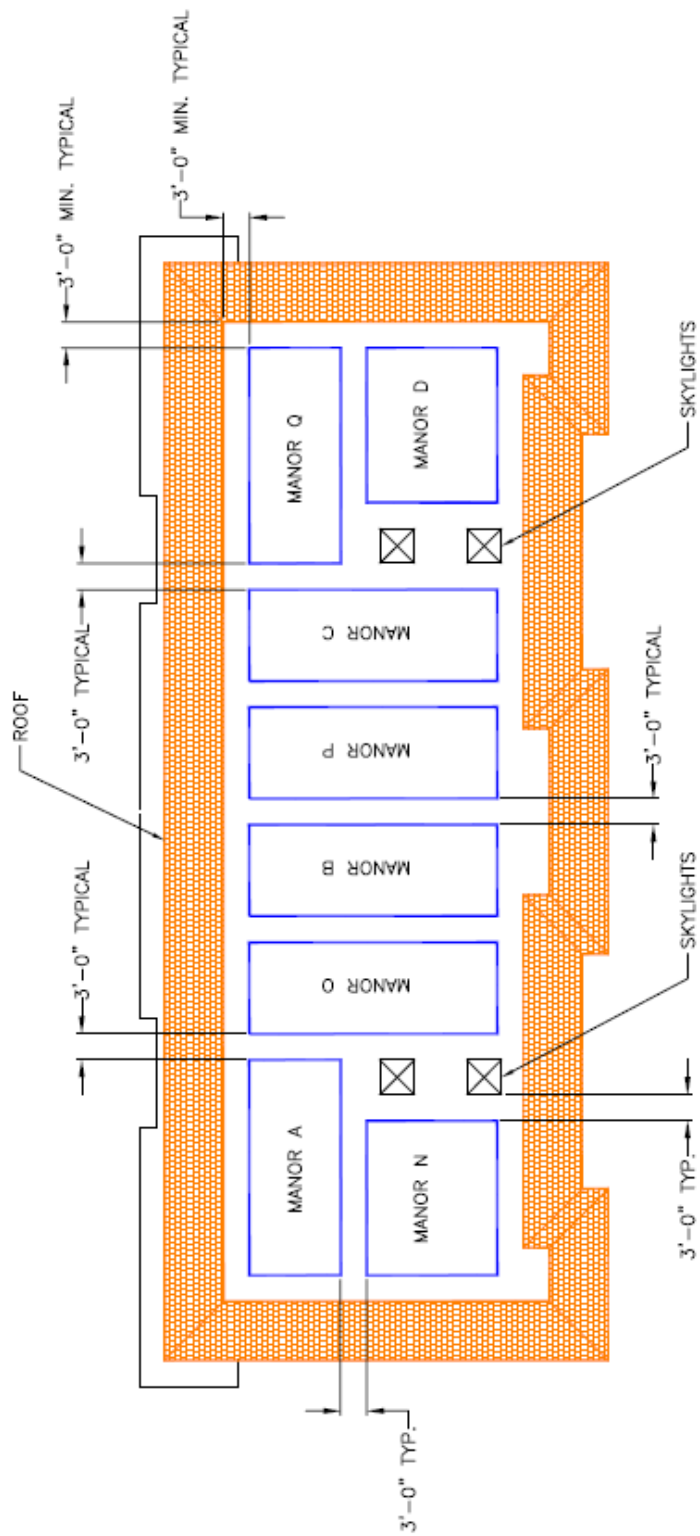 ROOF
3'-0" MIN. TYPICAL
3'-0" TYPICAL
3'-0" TYPICAL
3'-0" MIN. TYPICAL
MANOR A
MANOR Q
MANOR O
MANOR B
MANOR P
MANOR C
3'-0" TYP.
MANOR N
MANOR D
3'-0" TYPICAL
3'-0" TYP.
SKYLIGHTS
SKYLIGHTS